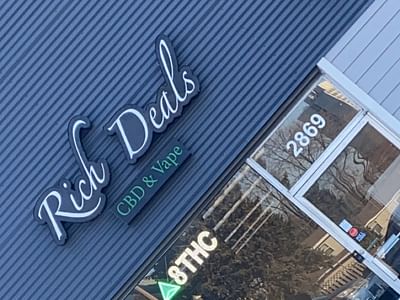 Rich Deals
CBD & Vape
2869
▲8THC